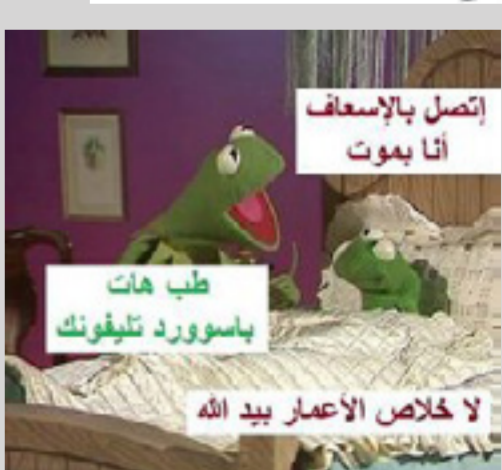 إتصل بالإسعاف
أنا بموت
طب هات
باسوورد تليفونك
لا خلاص الأعمار بيد الله